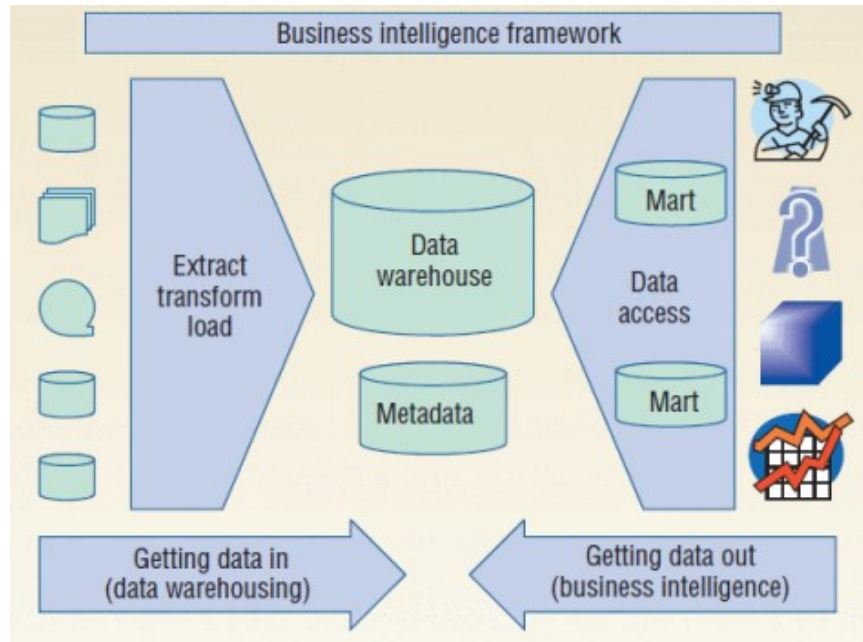 Business intelligence framework
Extract
transform
load
Data
warehouse
Metadata
Mart
Data
access
Mart
Getting data in
(data warehousing)
Getting data out
(business intelligence)